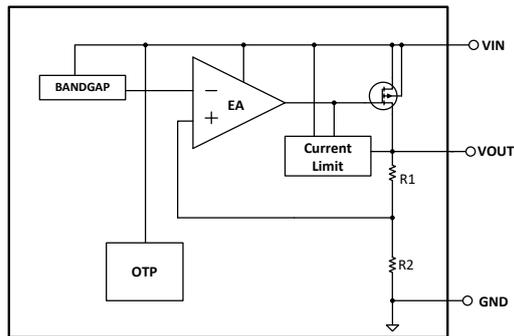 VIN
BANDGAP
−
EA
+
Current
Limit
VOUT
R1
OTP
R2
GND